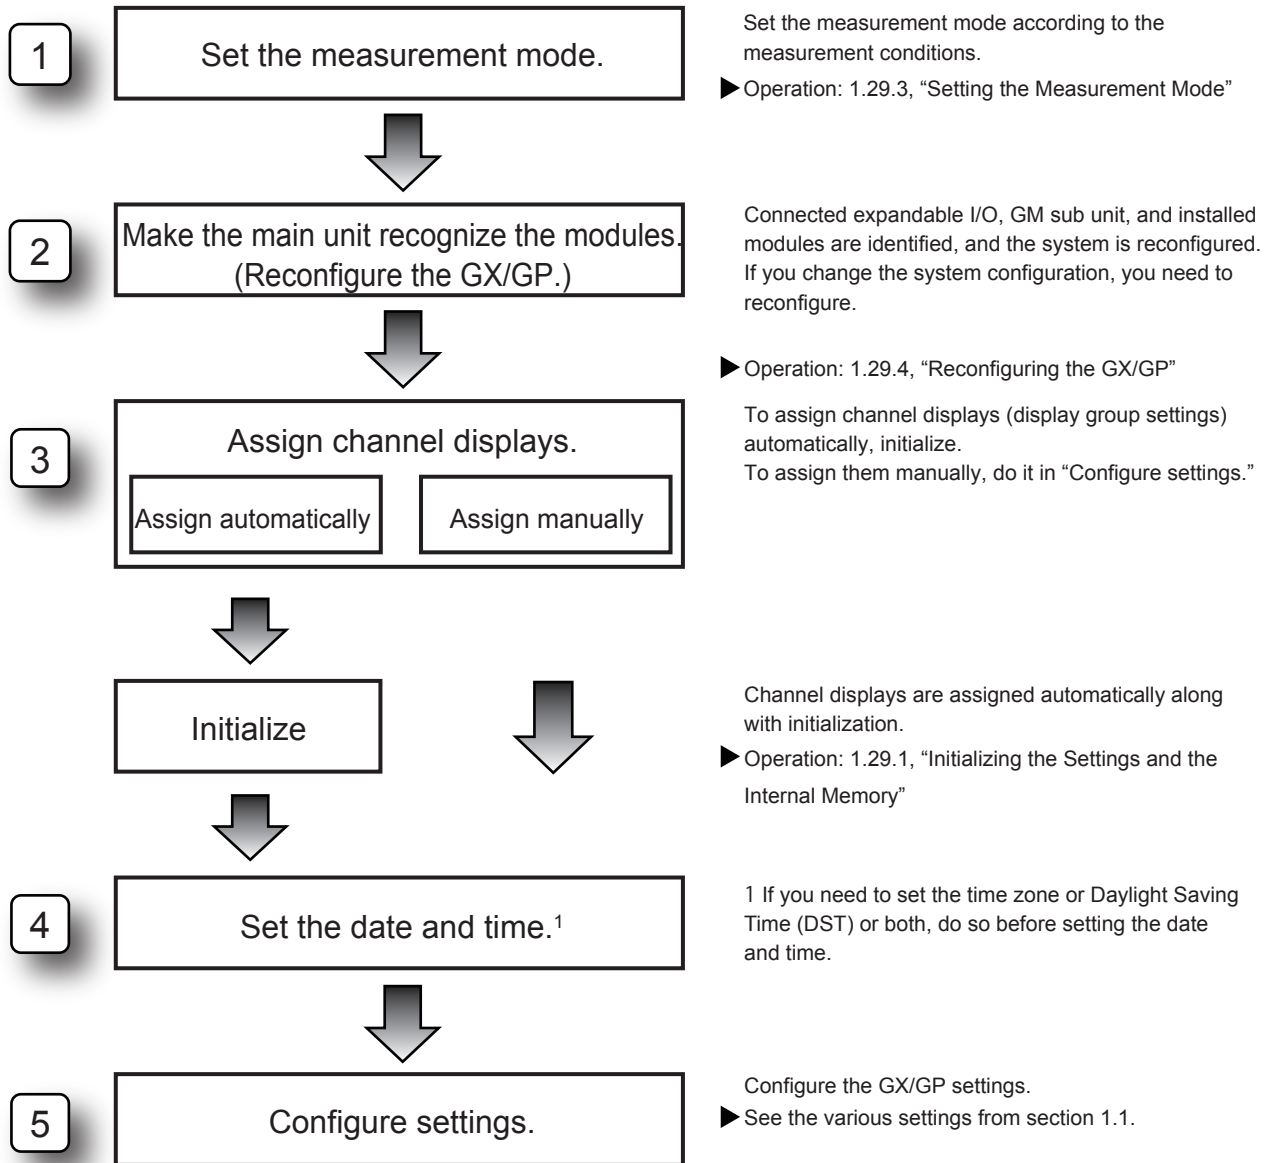 1
Set the measurement mode.
Set the measurement mode according to the
measurement conditions.
▶Operation: 1.29.3, “Setting the Measurement Mode”
2
Make the main unit recognize the modules.
(Reconfigure the GX/GP.)
Connected expandable I/O, GM sub unit, and installed
modules are identified, and the system is reconfigured.
If you change the system configuration, you need to
reconfigure.
▶Operation: 1.29.4, “Reconfiguring the GX/GP”
3
Assign channel displays.
Assign automatically
Assign manually
To assign channel displays (display group settings)
automatically, initialize.
To assign them manually, do it in “Configure settings.”
Initialize
Channel displays are assigned automatically along
with initialization.
▶Operation: 1.29.1, “Initializing the Settings and the
Internal Memory”
4
Set the date and time.¹
1 If you need to set the time zone or Daylight Saving
Time (DST) or both, do so before setting the date
and time.
5
Configure settings.
Configure the GX/GP settings.
▶See the various settings from section 1.1.